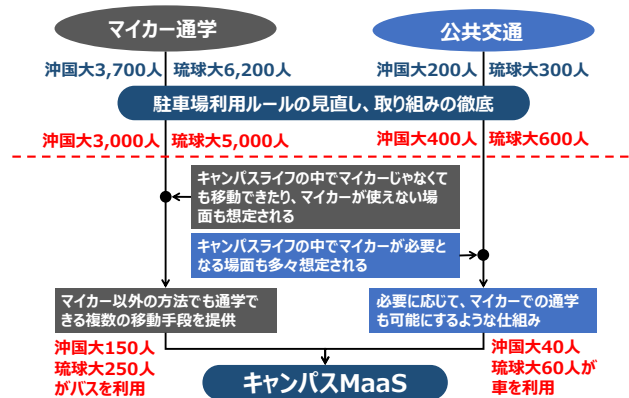 マイカー通学
公共交通
沖国大3,700人 琉球大6,200人
沖国大200人 琉球大300人
駐車場利用ルールの見直し、取り組みの徹底
沖国大3,000人 琉球大5,000人
沖国大400人 琉球大600人
キャンパスライフの中でマイカーじゃなくて
も移動できたり、マイカーが使えない場
面も想定される
キャンパスライフの中でマイカーが必要と
なる場面も多々想定される
マイカー以外の方法でも通学で
きる複数の移動手段を提供
必要に応じて、マイカーでの通学
も可能にするような仕組み
沖国大150人
琉球大250人
がバスを利用
沖国大40人
琉球大60人が
車を利用
キャンパスMaaS